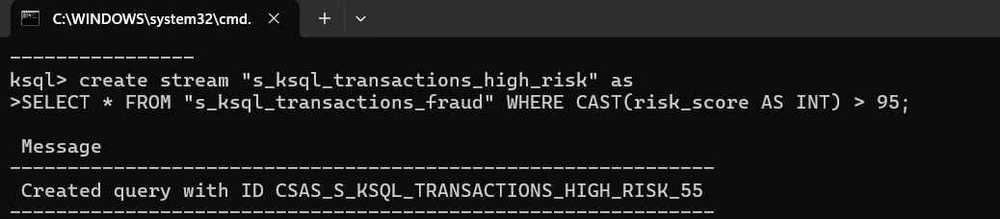 C:\WINDOWS\system32\cmd.
----------------
ksql> create stream "s_ksql_transactions_high_risk" as
>SELECT * FROM "s_ksql_transactions_fraud" WHERE CAST(risk_score AS INT) > 95;
Message
-------------------------------------------------------------
Created query with ID CSAS_S_KSQL_TRANSACTIONS_HIGH_RISK_55
-------------------------------------------------------------